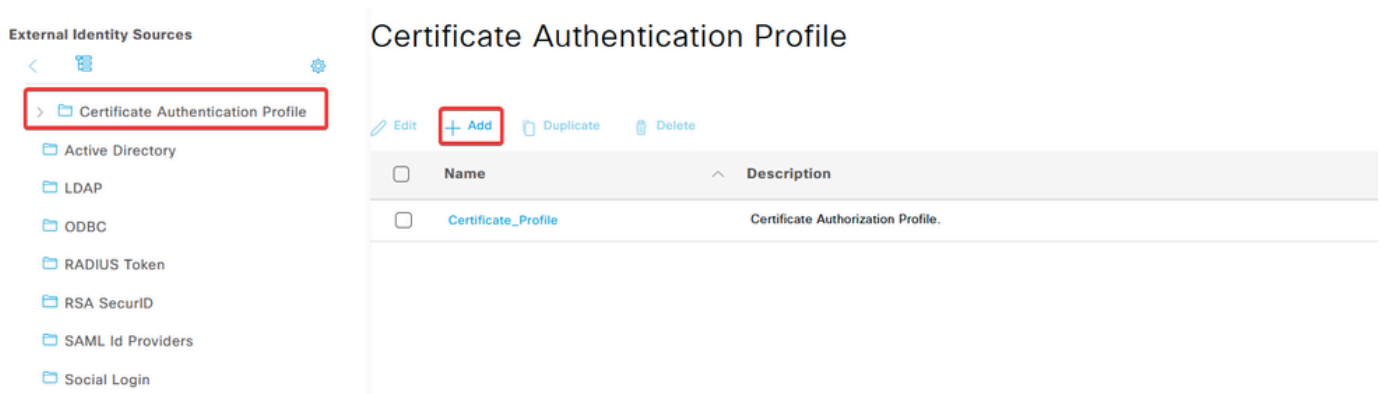 External Identity Sources
Certificate Authentication Profile
Active Directory
LDAP
ODBC
RADIUS Token
RSA SecurID
SAML Id Providers
Social Login
Certificate Authentication Profile
Edit Add Duplicate Delete
Name Description
Certificate_Profile Certificate Authorization Profile.